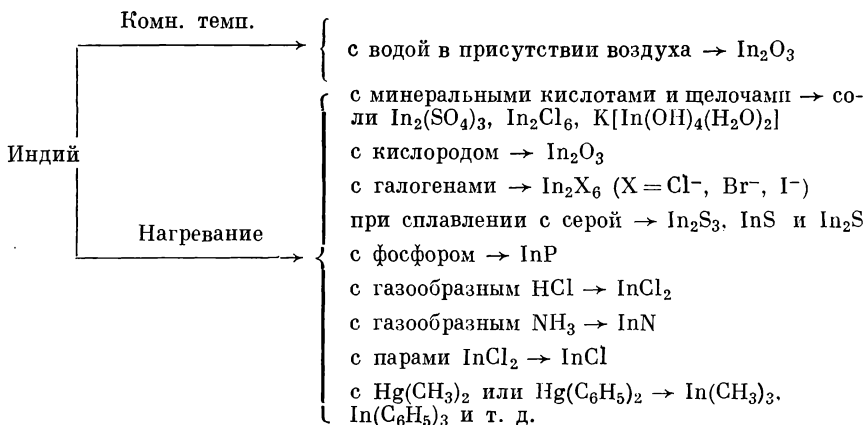 Комн. темп.
с водой в присутствии воздуха → In₂O₃
с минеральными кислотами и щелочами → со-
ли In₂(SO₄)₃, In₂Cl₆, K[In(OH)₄(H₂O)₂]
Индий
с кислородом → In₂O₃
с галогенами → In₂X₆ (X = Cl⁻, Br⁻, I⁻)
при сплавлении с серой → In₂S₃, InS и In₂S
Нагревание
с фосфором → InP
с газообразным HCl → InCl₂
с газообразным NH₃ → InN
с парами InCl₂ → InCl
с Hg(CH₃)₂ или Hg(C₆H₅)₂ → In(CH₃)₃,
In(C₆H₅)₃ и т. д.